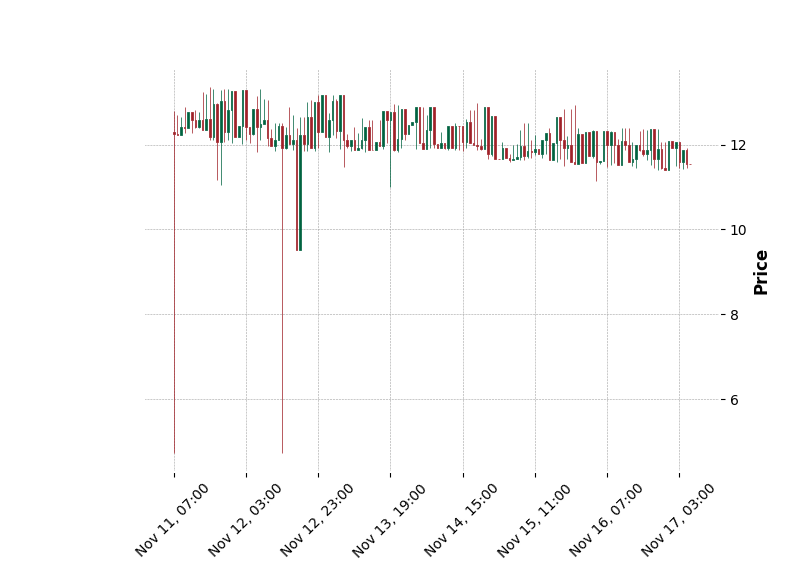 12
10
8
6
Price
Nov 11, 07:00
Nov 12, 03:00
Nov 12, 23:00
Nov 13, 19:00
Nov 14, 15:00
Nov 15, 11:00
Nov 16, 07:00
Nov 17, 03:00